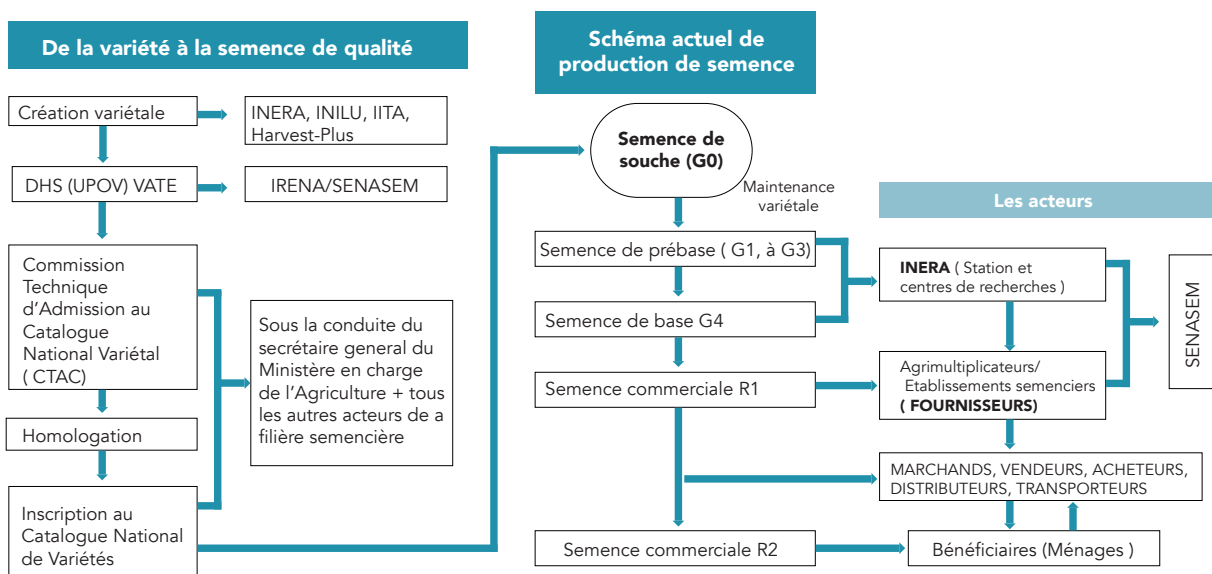 De la variété à la semence de qualité
Création variétale
INERA, INILU, IITA,
Harvest-Plus
DHS (UPOV) VATE
IRENA/SENASEM
Commission
Technique
d'Admission au
Catalogue
National Variétal
( CTAC)
Sous la conduite du
secrétaire general du
Ministère en charge
de l'Agriculture + tous
les autres acteurs de a
filière semencière
Homologation
Inscription au
Catalogue National
de Variétés
Schéma actuel de
production de semence
Semence de
souche (G0)
Maintenance
variétale
Semence de prébase ( G1, à G3)
Semence de base G4
Semence commerciale R1
Semence commerciale R2
Les acteurs
INERA ( Station et
centres de recherches )
Agrimultiplicateurs/
Etablissements semenciers
( FOURNISSEURS)
SENASEM
MARCHANDS, VENDEURS, ACHETEURS,
DISTRIBUTEURS, TRANSPORTEURS
Bénéficiaires (Ménages )